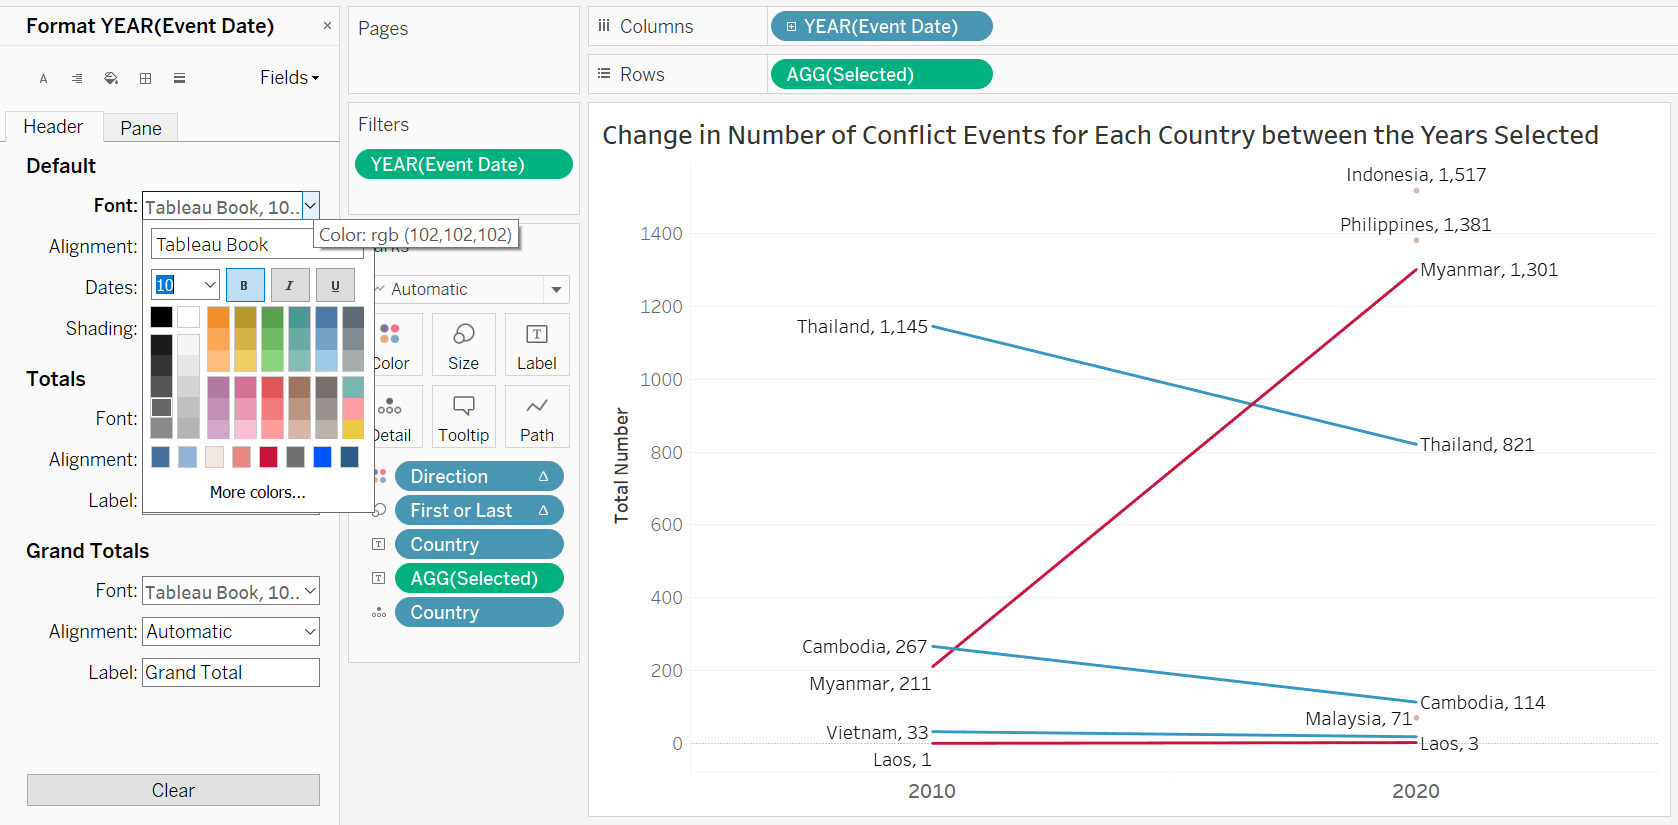 Format YEAR(Event Date) ×
A Fields
Header Pane
Default
Font: Tableau Book, 10..
Color: rgb (102,102,102)
Alignment: Tableau Book
Dates: 10 B I U
Shading:
Totals
Font:
Alignment:
More colors...
Label:
Grand Totals
Font: Tableau Book, 10..
Alignment: Automatic
Label: Grand Total
Clear
Pages
Filters
YEAR(Event Date)
Automatic
Color Size Label
Detail Tooltip Path
Direction Δ
First or Last Δ
Country
AGG(Selected)
Country
Columns YEAR(Event Date)
Rows AGG(Selected)
Change in Number of Conflict Events for Each Country between the Years Selected
Indonesia, 1,517
Philippines, 1,381
1400
Myanmar, 1,301
1200
Thailand, 1,145
1000
Total Number
800
Thailand, 821
600
400
Cambodia, 267
200
Myanmar, 211
Cambodia, 114
Malaysia, 71
Vietnam, 33
0
Laos, 3
Laos, 1
2010 2020